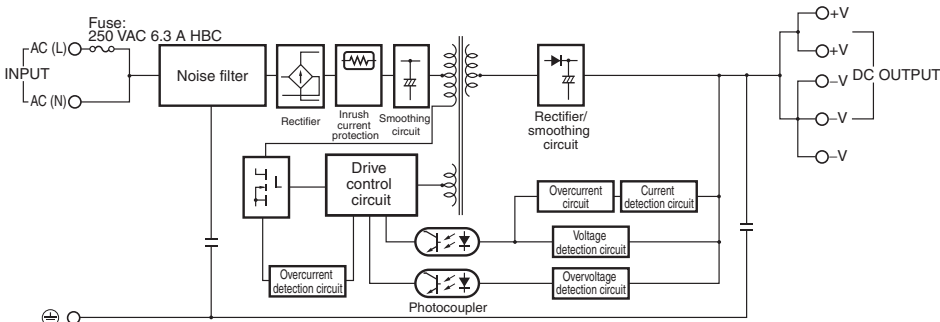 Fuse:
250 VAC 6.3 A HBC
AC (L)
INPUT
AC (N)
Noise filter
Rectifier
Inrush
current
protection
Smoothing
circuit
Rectifier/
smoothing
circuit
+V
+V
DC OUTPUT
–V
–V
–V
Drive
control
circuit
Overcurrent
circuit
Current
detection circuit
Voltage
detection circuit
Overcurrent
detection circuit
Overvoltage
detection circuit
Photocoupler